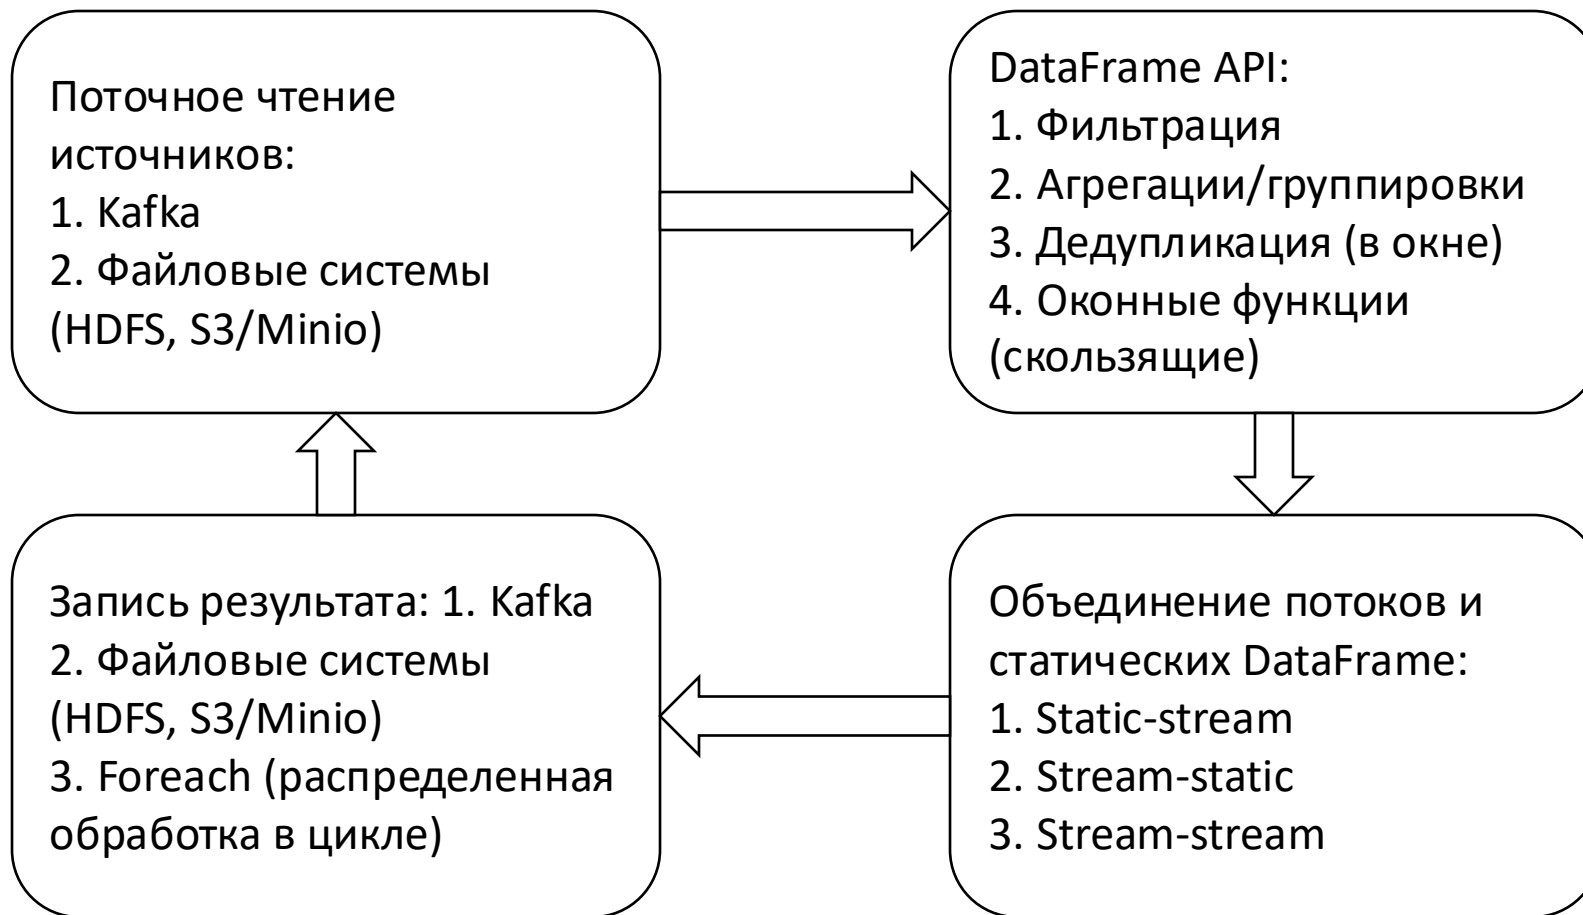 Поточное чтение
источников:
1. Kafka
2. Файловые системы
(HDFS, S3/Minio)
DataFrame API:
1. Фильтрация
2. Агрегации/группировки
3. Дедупликация (в окне)
4. Оконные функции
(скользящие)
Запись результата: 1. Kafka
2. Файловые системы
(HDFS, S3/Minio)
3. Foreach (распределенная
обработка в цикле)
Объединение потоков и
статических DataFrame:
1. Static-stream
2. Stream-static
3. Stream-stream